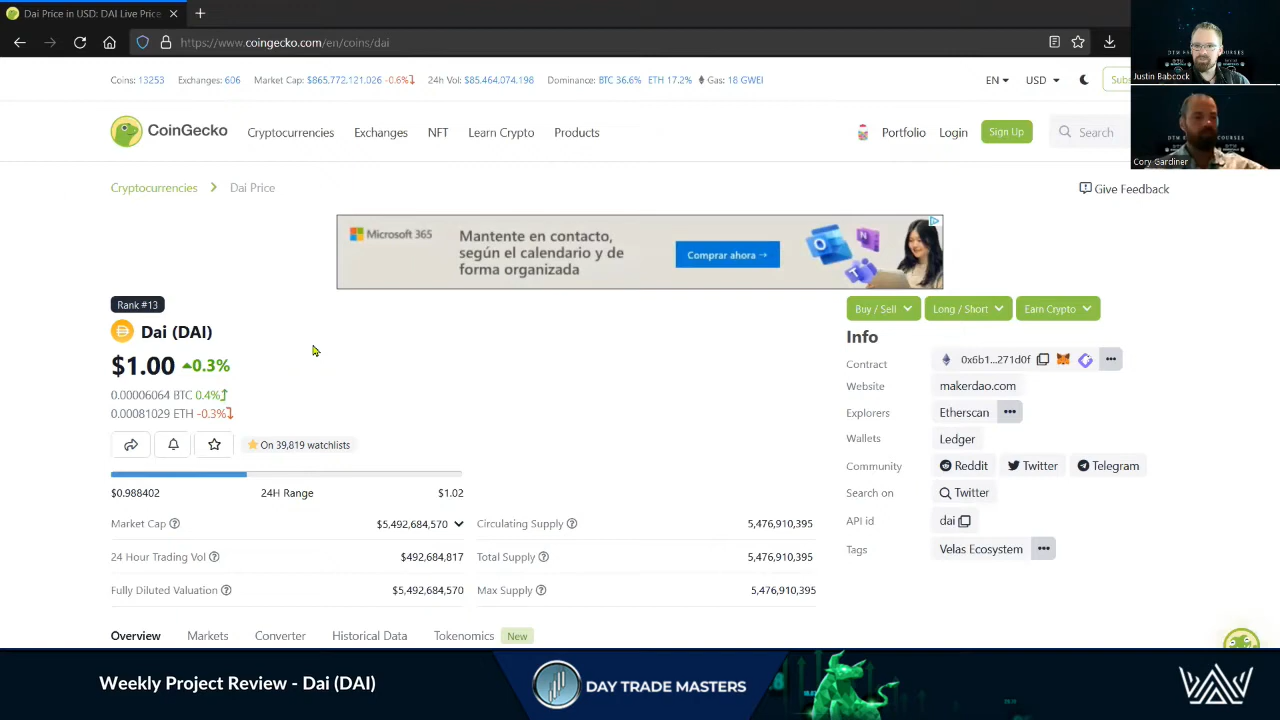 Dai Price in USD: DAI Live Price
https://www.coingecko.com/en/coins/dai
Justin Babcock
Cory Gardiner
Coins: 13253 Exchanges: 606 Market Cap: $865,772,121,026 -0.6% 24h Vol: $85,464,074,198 Dominance: BTC 36.6% ETH 17.2% Gas: 18 GWEI EN USD
CoinGecko Cryptocurrencies Exchanges NFT Learn Crypto Products Portfolio Login Sign Up Search
Cryptocurrencies Dai Price
Give Feedback
Microsoft 365
Mantente en contacto,
según el calendario y de
forma organizada
Comprar ahora →
Rank #13
Dai (DAI)
$1.00 0.3%
0.00006064 BTC 0.4%
0.00081029 ETH -0.3%
On 39,819 watchlists
$0.988402 24H Range $1.02
Market Cap $5,492,684,570
24 Hour Trading Vol $492,684,817
Fully Diluted Valuation $5,492,684,570
Circulating Supply 5,476,910,395
Total Supply 5,476,910,395
Max Supply 5,476,910,395
Buy / Sell Long / Short Earn Crypto
Info
Contract 0x6b1...271d0f
Website makerdao.com
Explorers Etherscan
Wallets Ledger
Community Reddit Twitter Telegram
Search on Twitter
API id dai
Tags Velas Ecosystem
Overview Markets Converter Historical Data Tokenomics New
Weekly Project Review - Dai (DAI)
DAY TRADE MASTERS